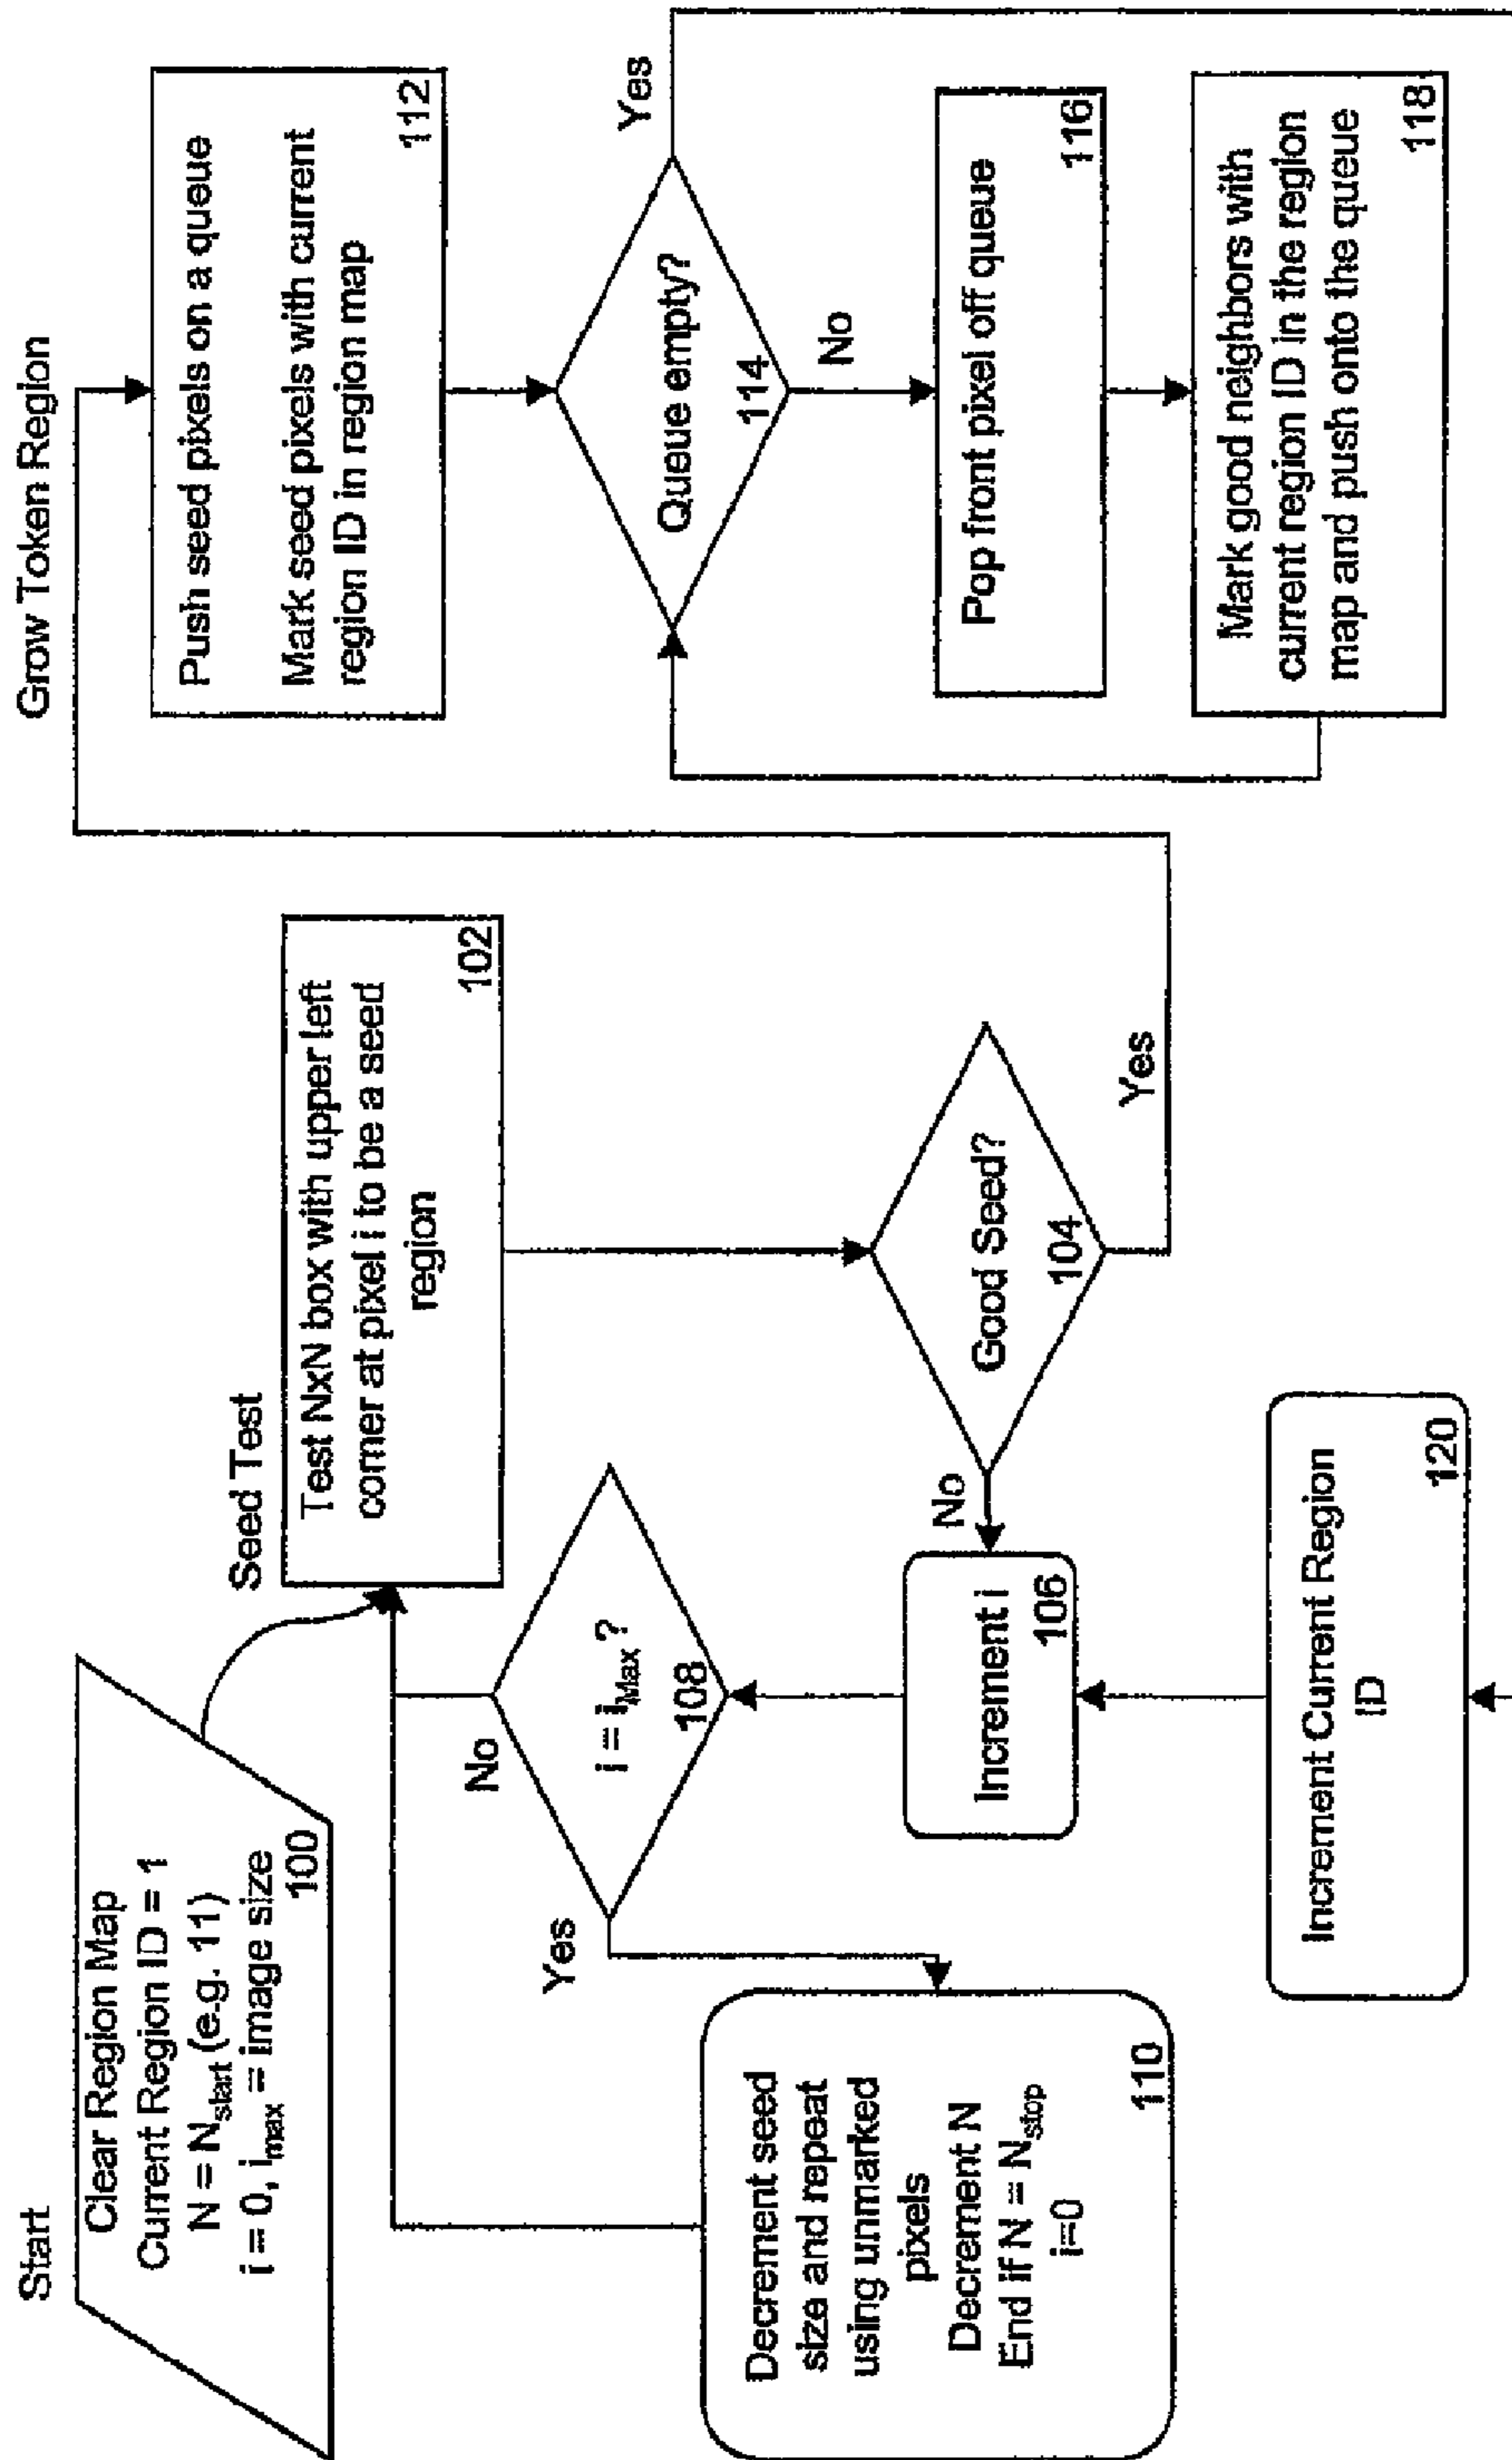 Start
Clear Region Map
Current Region ID = 1
N = Nstart (e.g. 11)
i = 0, imax = image size
100
Seed Test
Test NxN box with upper left
corner at pixel i to be a seed
region
102
Good Seed?
104
No
Yes
Increment i
106
i = iMax?
108
No
Yes
Decrement seed
size and repeat
using unmarked
pixels
Decrement N
End if N = Nstop
i=0
110
Increment Current Region
ID
120
Grow Token Region
Push seed pixels on a queue
Mark seed pixels with current
region ID in region map
112
Queue empty?
114
Yes
No
Pop front pixel off queue
116
Mark good neighbors with
current region ID in the region
map and push onto the queue
118